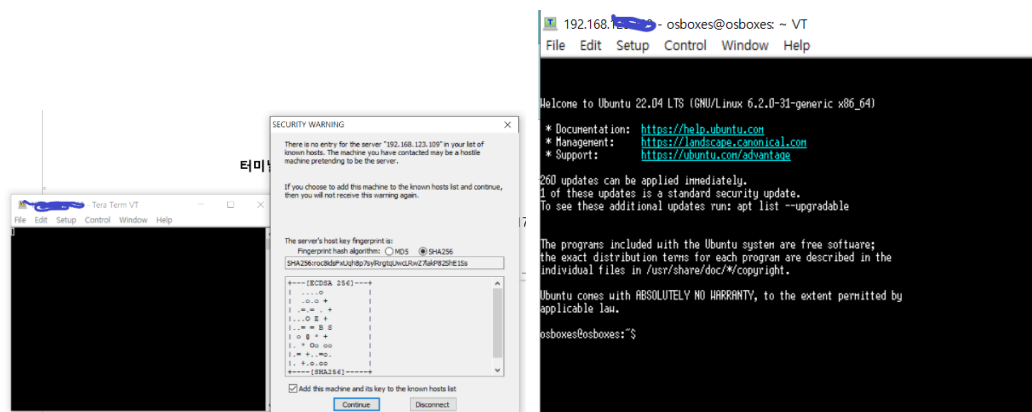 터미
- Tera Term VT
File Edit Setup Control Window Help
SECURITY WARNING
There is no entry for the server "192.168.123.109" in your list of
known hosts. The machine you have contacted may be a hostile
machine pretending to be the server.
If you choose to add this machine to the known hosts list and continue,
then you will not receive this warning again.
The server's host key fingerprint is:
Fingerprint hash algorithm: MD5 SHA256
+---[ECDSA 256]---+
| ....o |
| .o.o + |
| .=.= . + |
|...O E + |
|..= = B S |
| o @ * + |
|. * Oo oo |
|.= +..=o. |
|. +.o.oo |
+----[SHA256]-----+
Add this machine and its key to the known hosts list
Continue Disconnect
17
192.168.1 - osboxes@osboxes: ~ VT
File Edit Setup Control Window Help
Welcome to Ubuntu 22.04 LTS (GNU/Linux 6.2.0-31-generic x86_64)
* Documentation: https://help.ubuntu.com
* Management: https://landscape.canonical.com
* Support: https://ubuntu.com/advantage
260 updates can be applied immediately.
1 of these updates is a standard security update.
To see these additional updates run: apt list --upgradable
The programs included with the Ubuntu system are free software;
the exact distribution terms for each program are described in the
individual files in /usr/share/doc/*/copyright.
Ubuntu comes with ABSOLUTELY NO WARRANTY, to the extent permitted by
applicable law.
osboxes@osboxes:~$